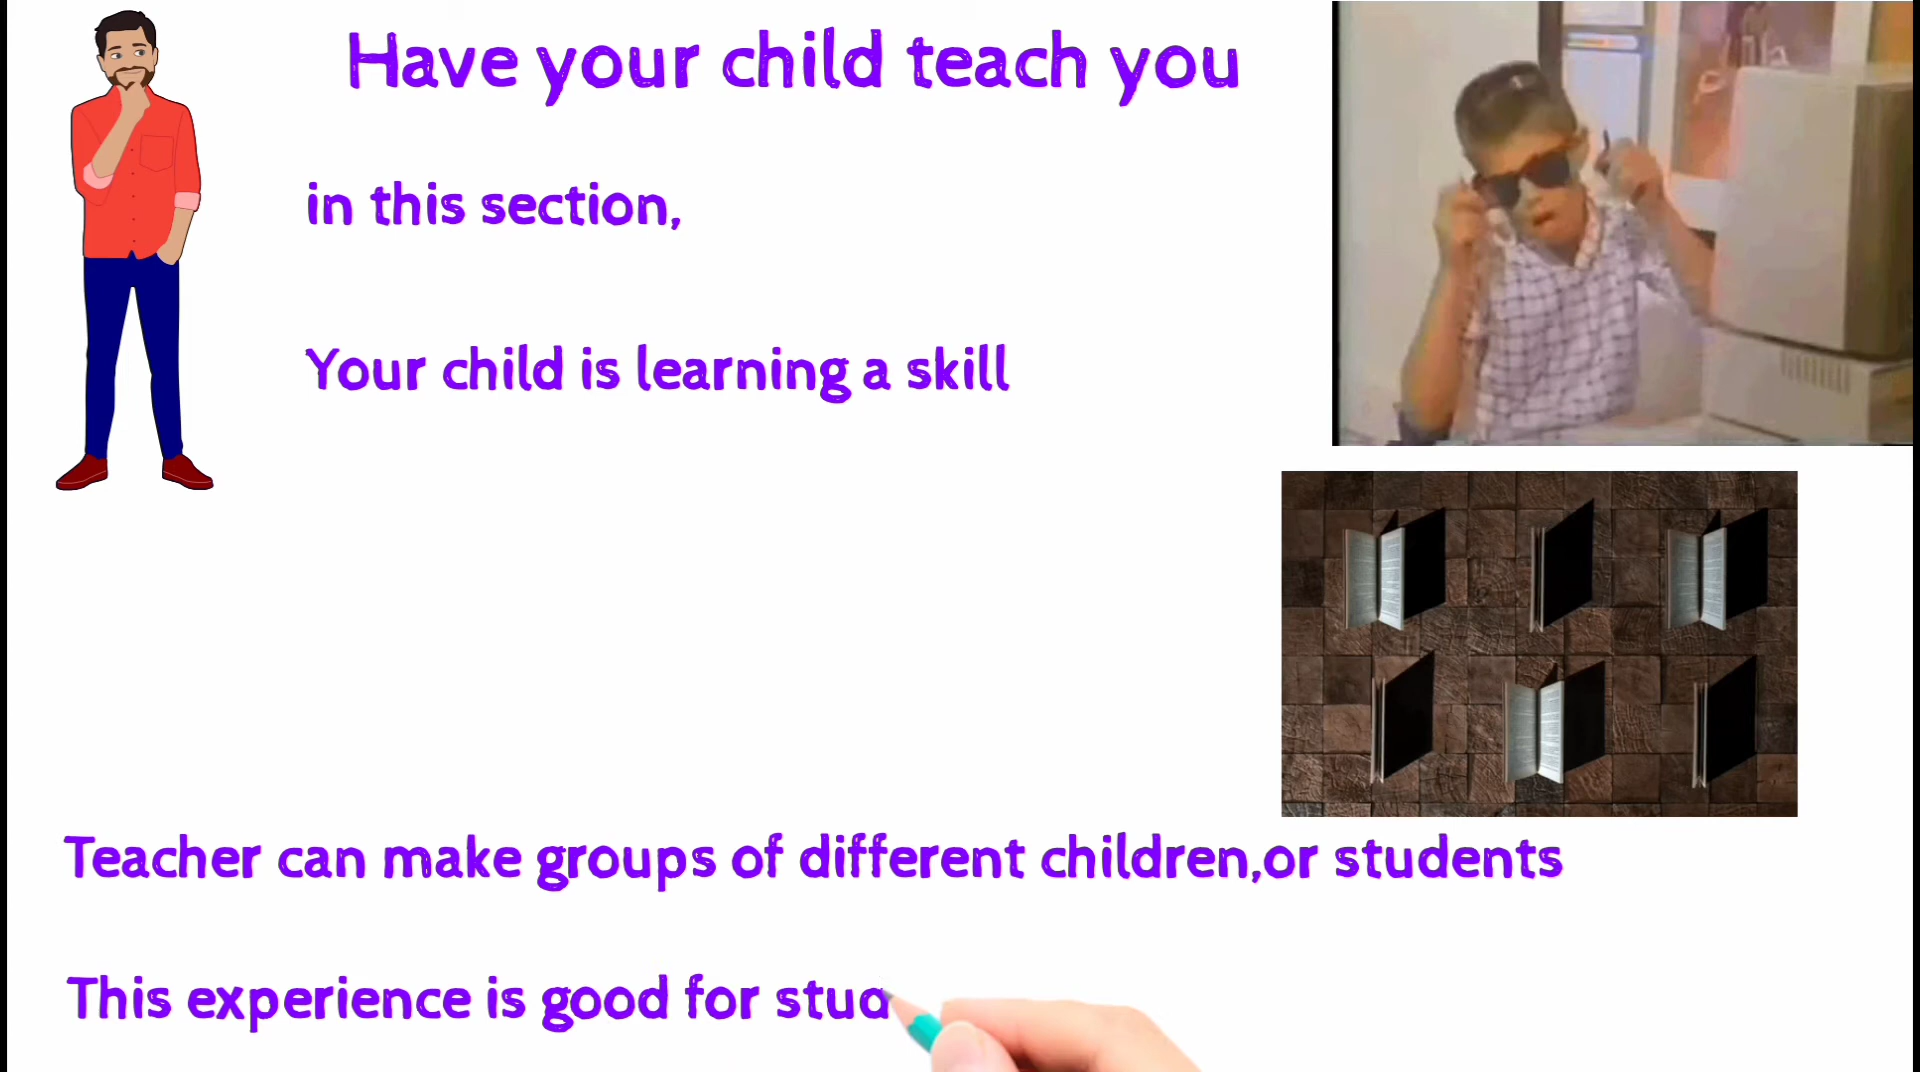 Have your child teach you
in this section,
Your child is learning a skill
Teacher can make groups of different children,or students
This experience is good for